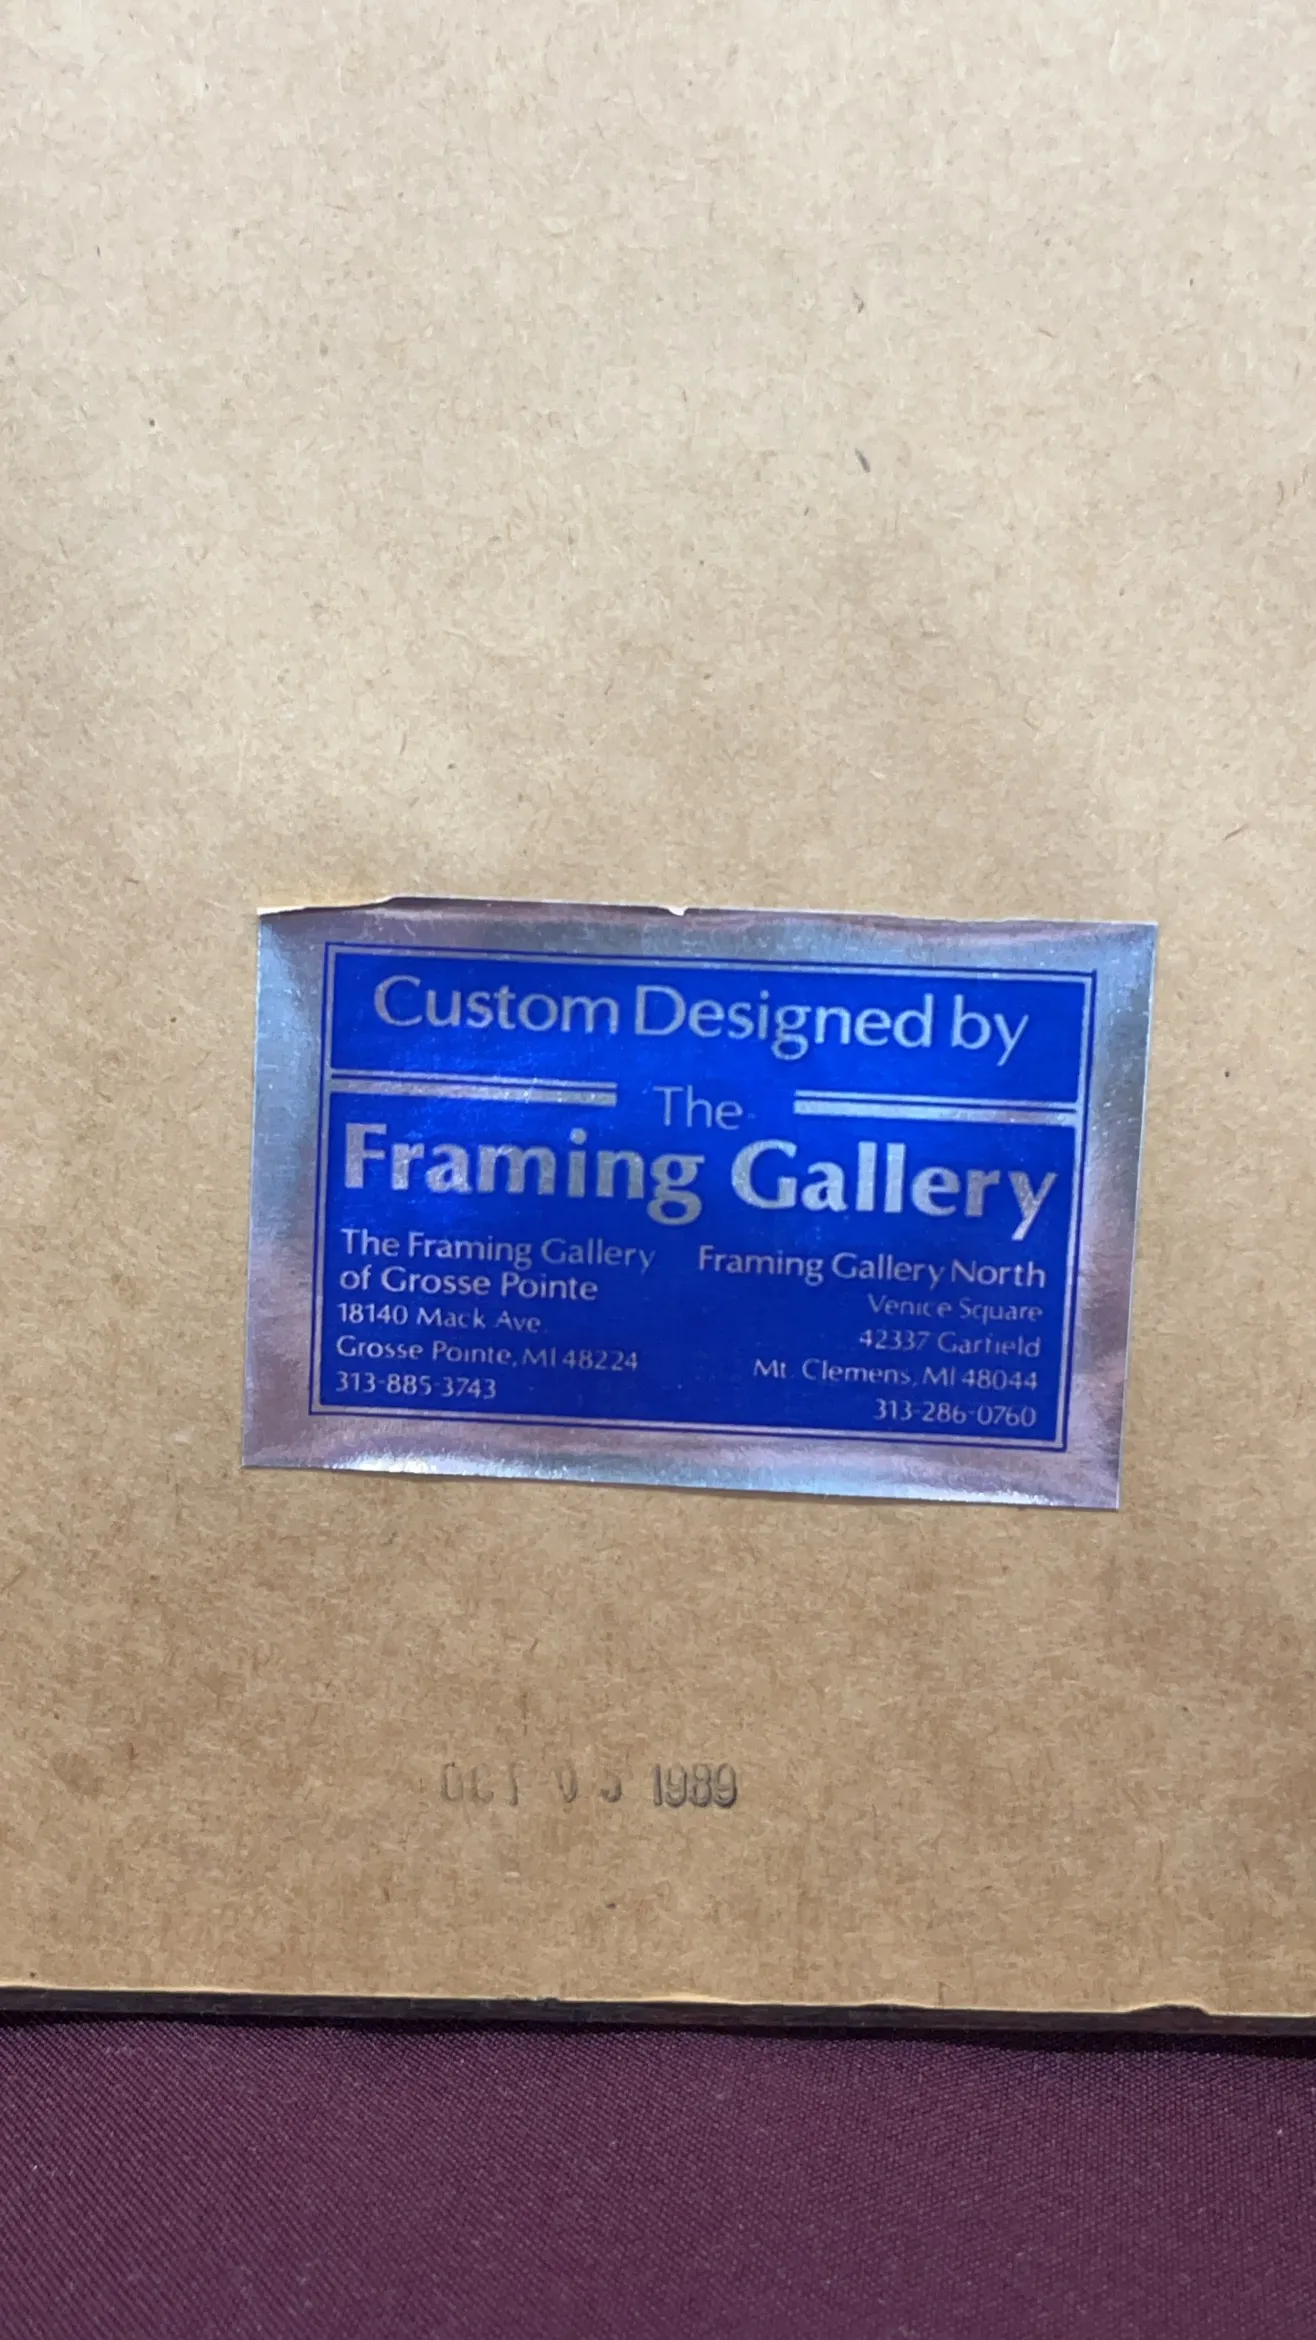 Custom Designed by
The
Framing Gallery
The Framing Gallery
of Grosse Pointe
18140 Mack Ave.
Grosse Pointe, MI 48224
313-885-3743
Framing Gallery North
Venice Square
42337 Garfield
Mt. Clemens, MI 48044
313-286-0760
OCT 1989